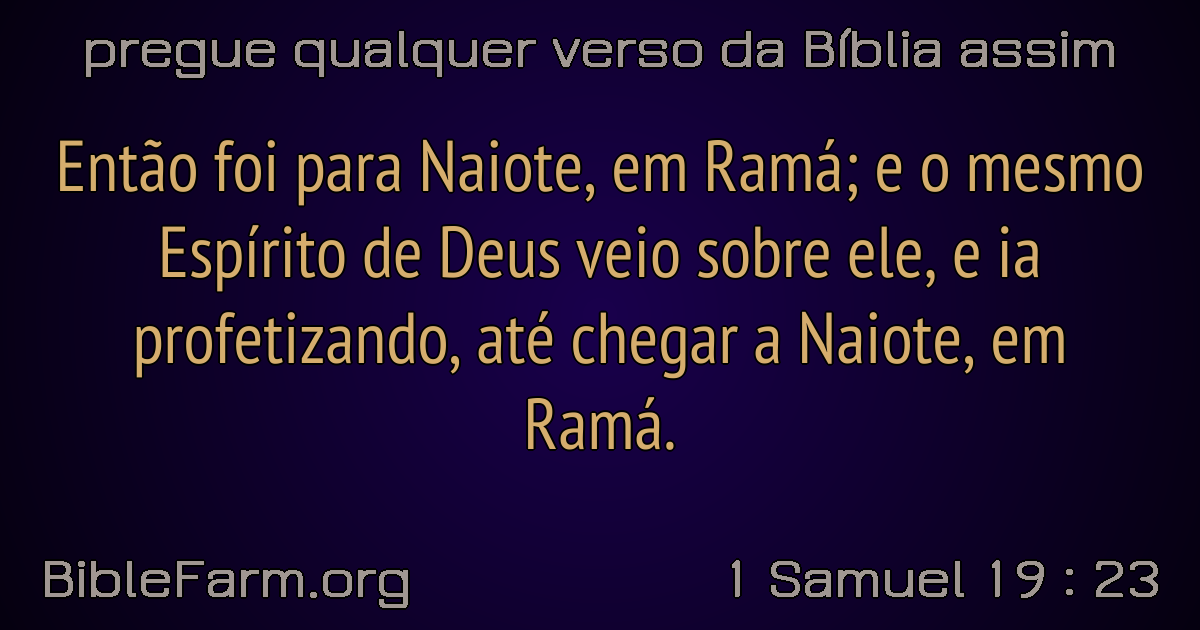 pregue qualquer verso da Bíblia assim
Então foi para Naiote, em Ramá; e o mesmo
Espírito de Deus veio sobre ele, e ia
profetizando, até chegar a Naiote, em
Ramá.
BibleFarm.org
1 Samuel 19 : 23